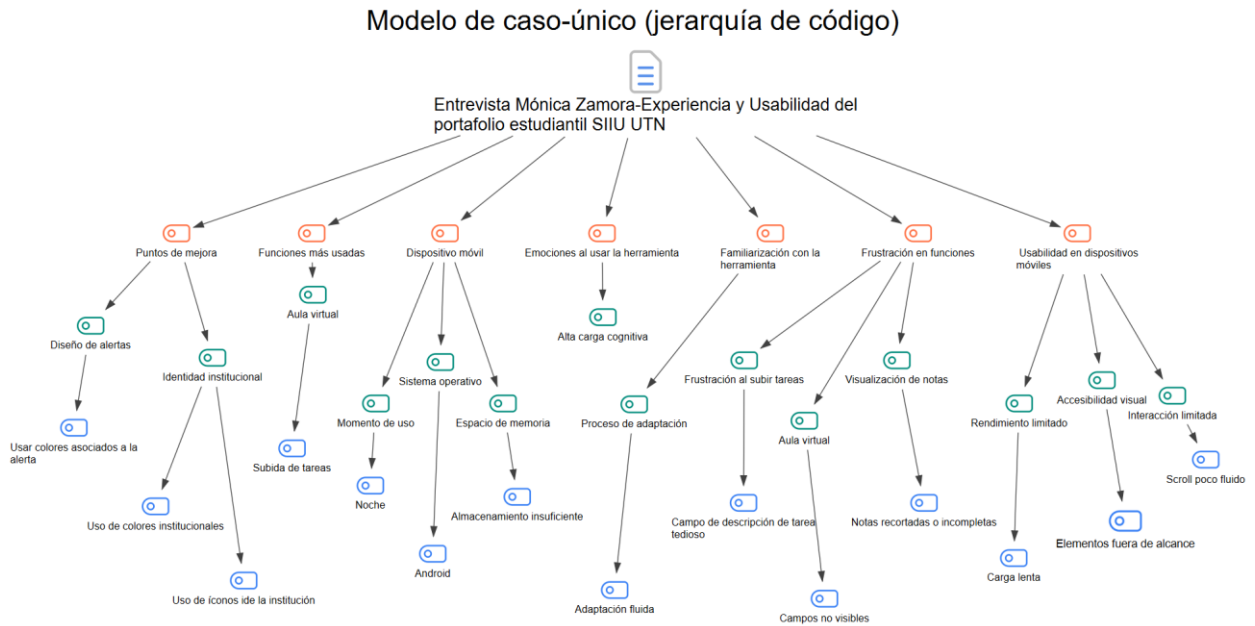 Modelo de caso-único (jerarquía de código)
Entrevista Mónica Zamora-Experiencia y Usabilidad del
portafolio estudiantil SIIU UTN
Puntos de mejora
Funciones más usadas
Dispositivo móvil
Emociones al usar la herramienta
Familiarización con la
herramienta
Frustración en funciones
Usabilidad en dispositivos
móviles
Aula virtual
Alta carga cognitiva
Diseño de alertas
Identidad institucional
Sistema operativo
Frustración al subir tareas
Visualización de notas
Accesibilidad visual
Momento de uso
Espacio de memoria
Proceso de adaptación
Aula virtual
Rendimiento limitado
Interacción limitada
Usar colores asociados a la
alerta
Subida de tareas
Scroll poco fluido
Noche
Almacenamiento insuficiente
Uso de colores institucionales
Campo de descripción de tarea
tedioso
Notas recortadas o incompletas
Elementos fuera de alcance
Android
Carga lenta
Uso de íconos ide la institución
Adaptación fluida
Campos no visibles